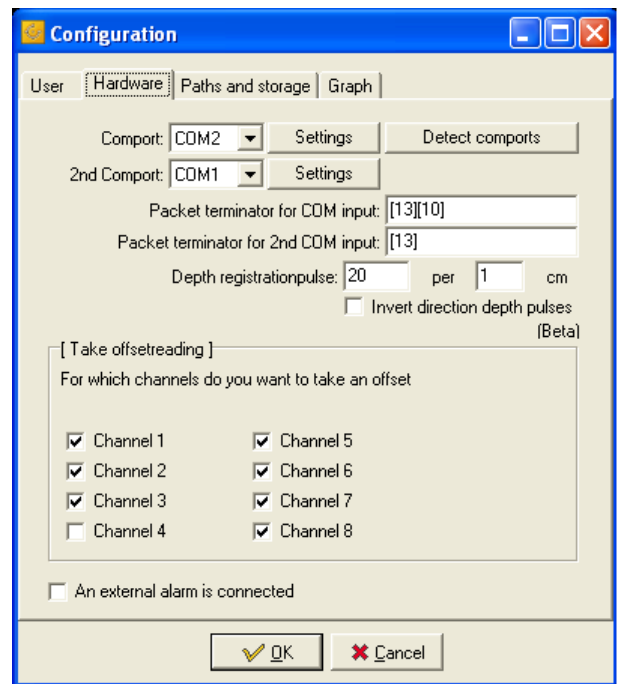 Configuration
User Hardware Paths and storage Graph
Comport: COM2 Settings Detect comports
2nd Comport: COM1 Settings
Packet terminator for COM input: [13][10]
Packet terminator for 2nd COM input: [13]
Depth registrationpulse: 20 per 1 cm
Invert direction depth pulses
(Beta)
[ Take offsetreading ]
For which channels do you want to take an offset
Channel 1 Channel 5
Channel 2 Channel 6
Channel 3 Channel 7
Channel 4 Channel 8
An external alarm is connected
OK Cancel